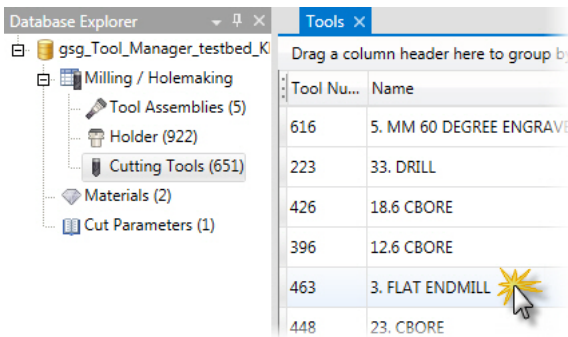 Database Explorer
gsg_Tool_Manager_testbed_K
Milling / Holemaking
Tool Assemblies (5)
Holder (922)
Cutting Tools (651)
Materials (2)
Cut Parameters (1)
Tools
Drag a column header here to group b
Tool Nu... Name
616 5. MM 60 DEGREE ENGRAVE
223 33. DRILL
426 18.6 CBORE
396 12.6 CBORE
463 3. FLAT ENDMILL
448 23. CBORE